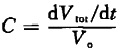 C = (dV_tot/dt)/V_o